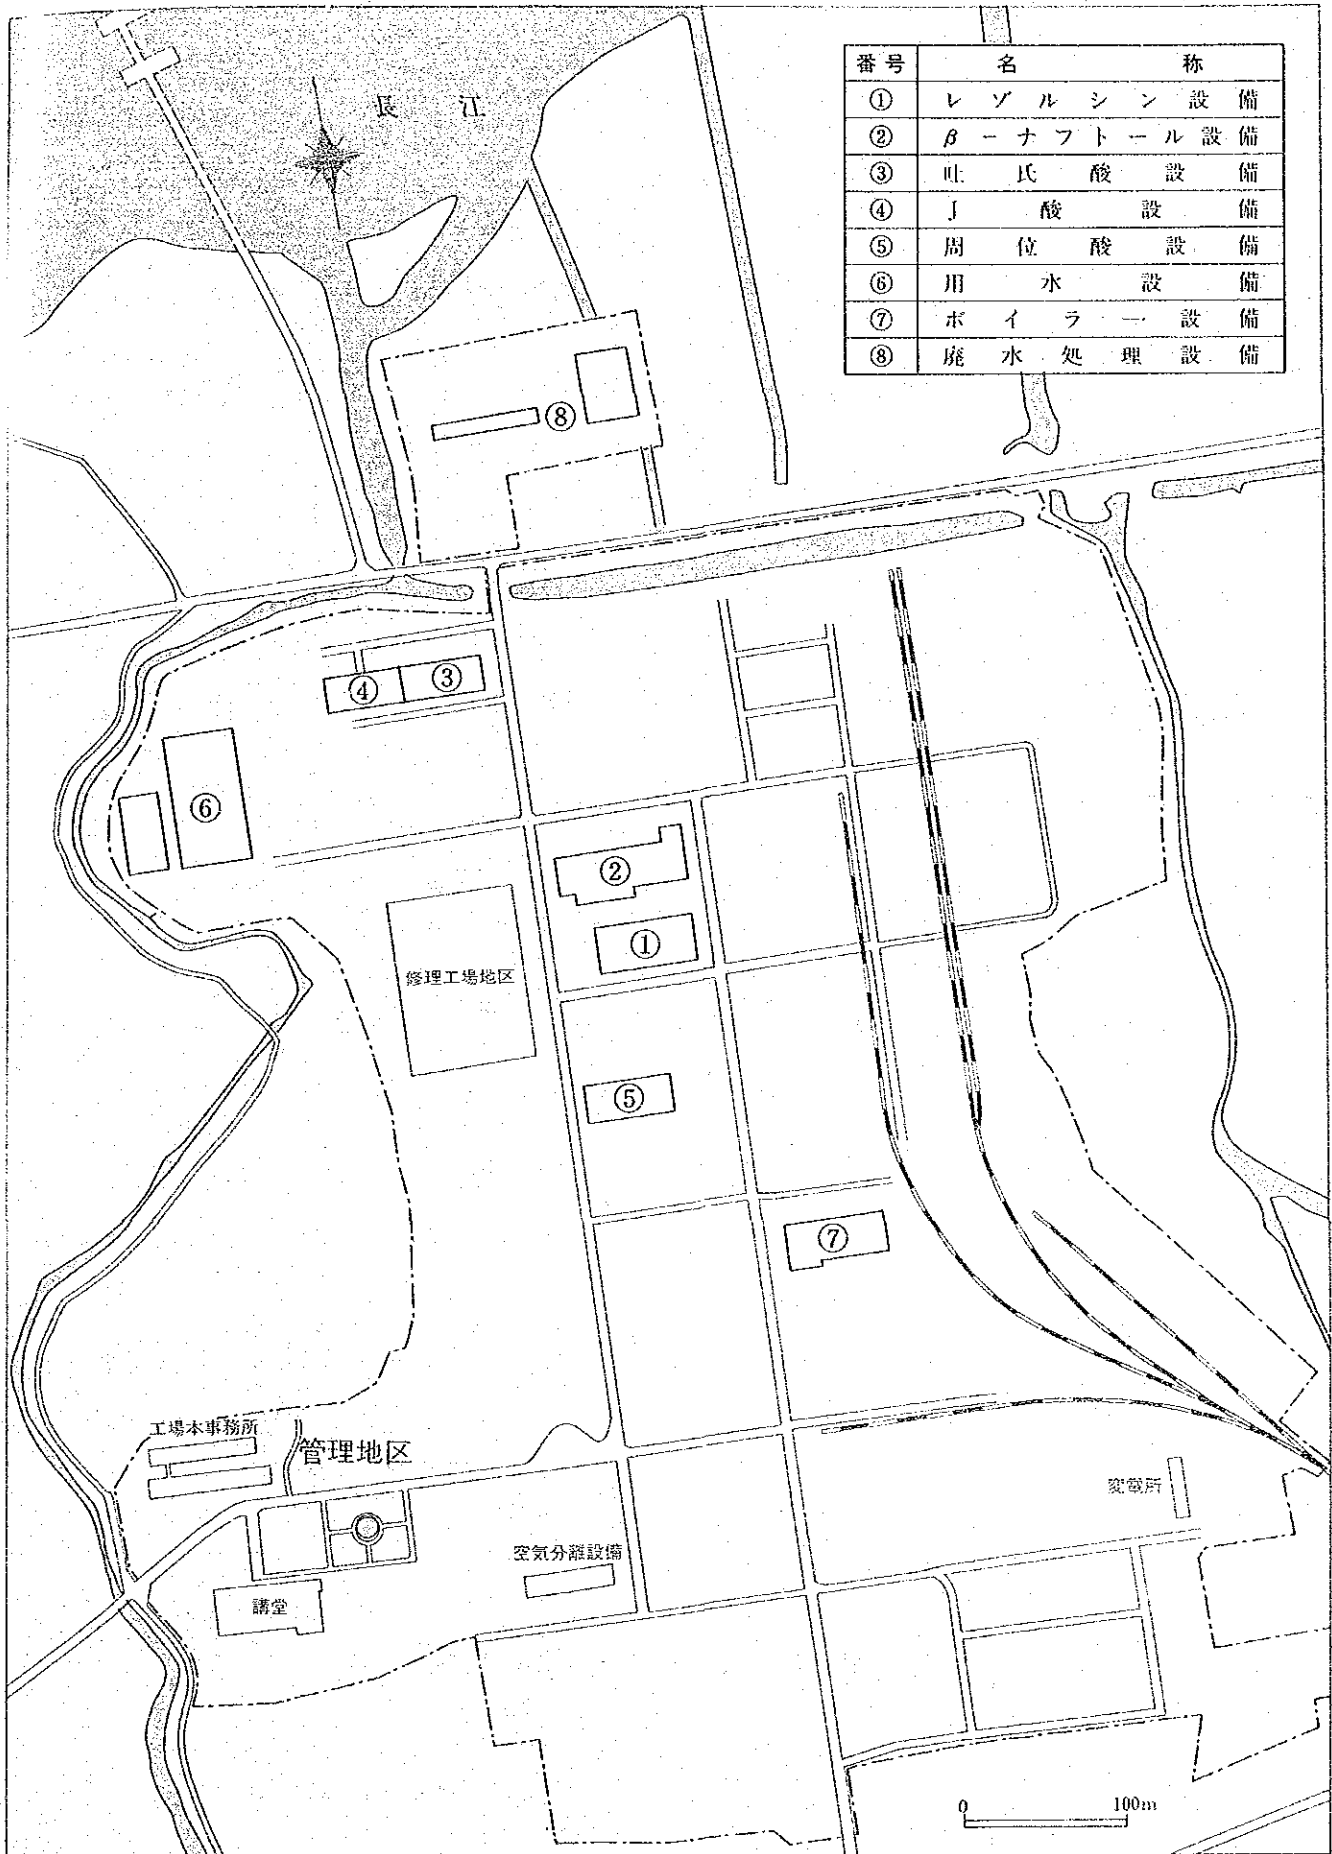 長江
番号 名称
① レゾルシン設備
② βーナフトール設備
③ 吐氏酸設備
④ J酸設備
⑤ 周位酸設備
⑥ 用水設備
⑦ ボイラー設備
⑧ 廃水処理設備
⑧
④ ③
⑥
②
①
修理工場地区
⑤
⑦
工場本事務所
管理地区
変電所
空気分離設備
講堂
0 100m